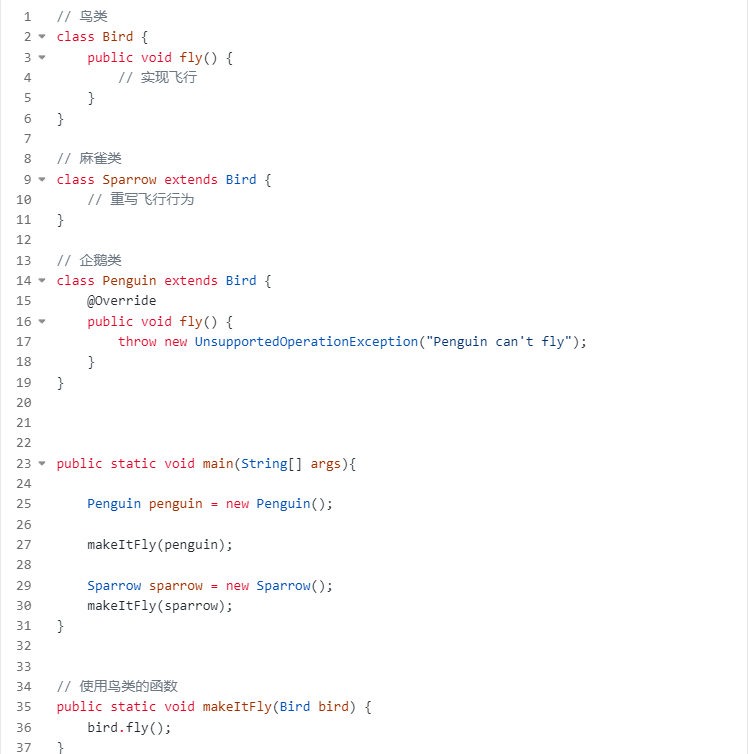 1 // 鸟类
2 class Bird {
3     public void fly() {
4         // 实现飞行
5     }
6 }
7
8 // 麻雀类
9 class Sparrow extends Bird {
10     // 重写飞行行为
11 }
12
13 // 企鹅类
14 class Penguin extends Bird {
15     @Override
16     public void fly() {
17         throw new UnsupportedOperationException("Penguin can't fly");
18     }
19 }
20
21
22
23 public static void main(String[] args){
24
25     Penguin penguin = new Penguin();
26
27     makeItFly(penguin);
28
29     Sparrow sparrow = new Sparrow();
30     makeItFly(sparrow);
31 }
32
33
34 // 使用鸟类的函数
35 public static void makeItFly(Bird bird) {
36     bird.fly();
37 }